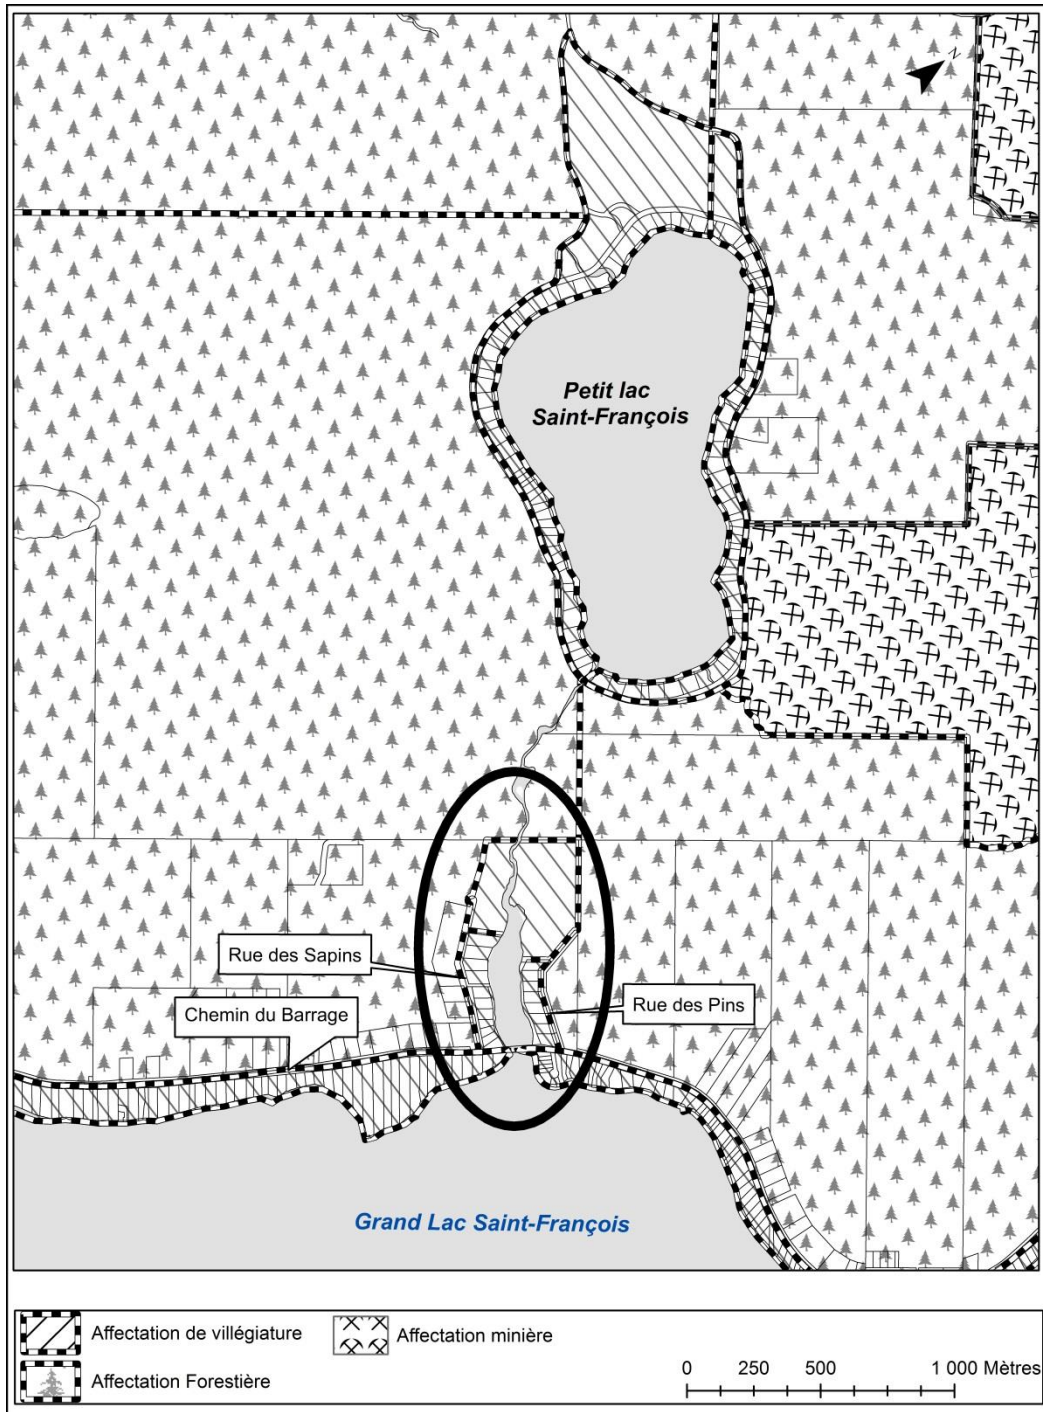 N
Petit lac
Saint-François
Rue des Sapins
Chemin du Barrage
Rue des Pins
Grand Lac Saint-François
Affectation de villégiature
Affectation minière
Affectation Forestière
0 250 500 1 000 Mètres